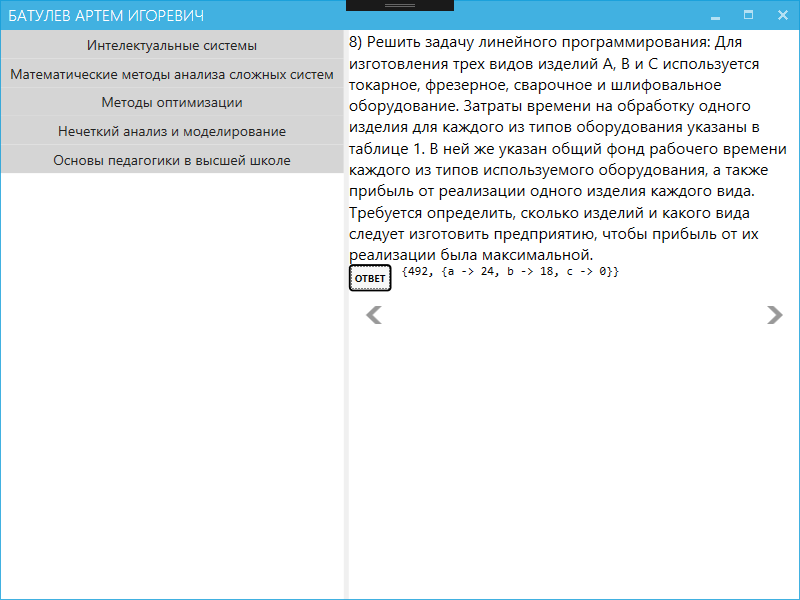 БАТУЛЕВ АРТЕМ ИГОРЕВИЧ
Интелектуальные системы
Математические методы анализа сложных систем
Методы оптимизации
Нечеткий анализ и моделирование
Основы педагогики в высшей школе
8) Решить задачу линейного программирования: Для
изготовления трех видов изделий A, B и C используется
токарное, фрезерное, сварочное и шлифовальное
оборудование. Затраты времени на обработку одного
изделия для каждого из типов оборудования указаны в
таблице 1. В ней же указан общий фонд рабочего времени
каждого из типов используемого оборудования, а также
прибыль от реализации одного изделия каждого вида.
Требуется определить, сколько изделий и какого вида
следует изготовить предприятию, чтобы прибыль от их
реализации была максимальной.
ОТВЕТ {492, {a -> 24, b -> 18, c -> 0}}